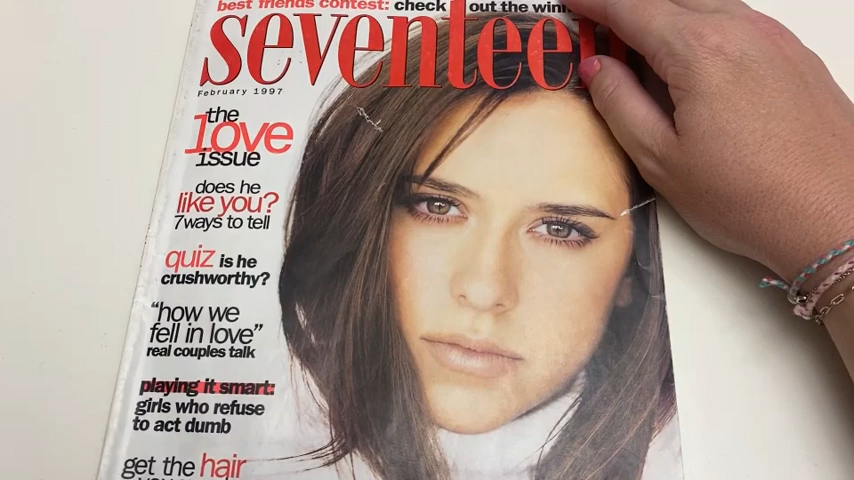 best friends contest: check out the
seventeen
February 1997
the
love
issue
does he
like you?
7 ways to tell
quiz is he
crushworthy?
"how we
fell in love"
real couples talk
playing it smart:
girls who refuse
to act dumb
get the hair